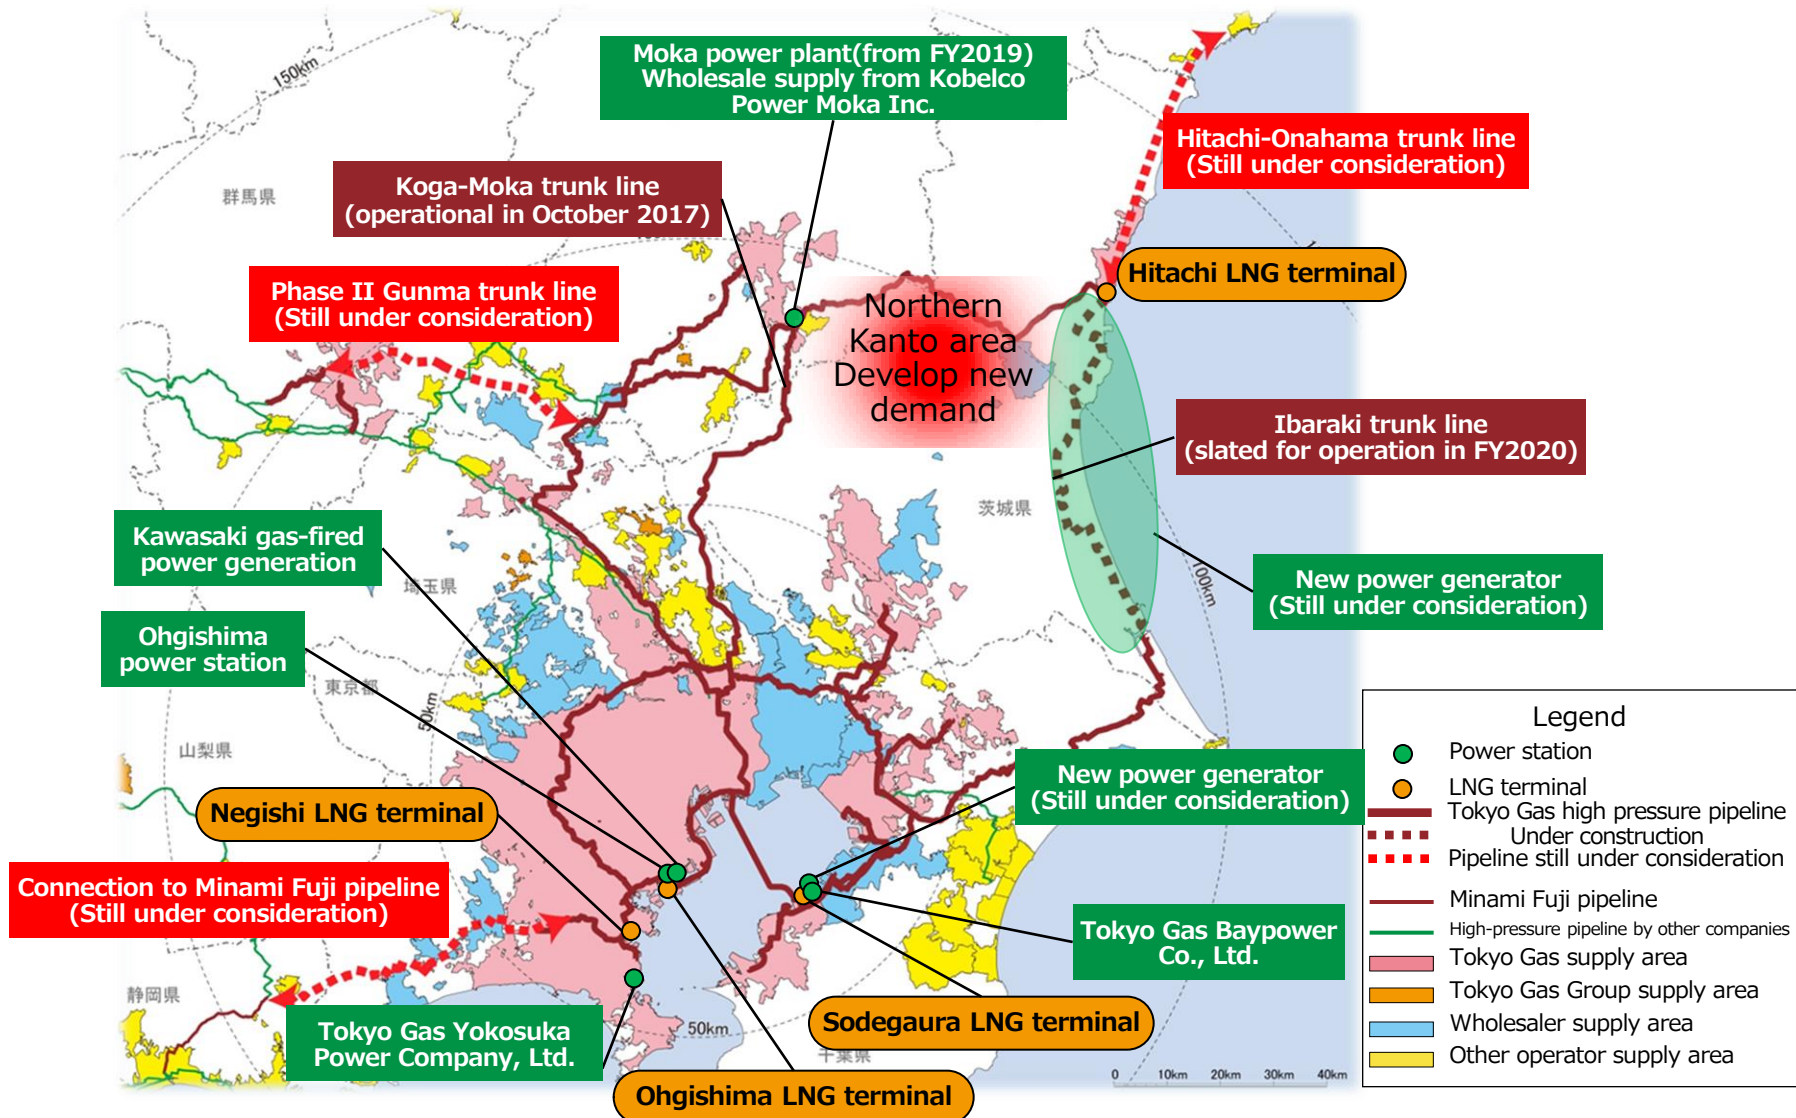 Moka power plant(from FY2019)
Wholesale supply from Kobelco
Power Moka Inc.
150km
Hitachi-Onahama trunk line
(Still under consideration)
Koga-Moka trunk line
(operational in October 2017)
群馬県
Hitachi LNG terminal
Phase II Gunma trunk line
(Still under consideration)
Northern
Kanto area
Develop new
demand
Ibaraki trunk line
(slated for operation in FY2020)
茨城県
Kawasaki gas-fired
power generation
埼玉県
100km
New power generator
(Still under consideration)
Ohgishima
power station
東京都
50km
山梨県
New power generator
(Still under consideration)
Negishi LNG terminal
Connection to Minami Fuji pipeline
(Still under consideration)
Tokyo Gas Baypower
Co., Ltd.
静岡県
Tokyo Gas Yokosuka
Power Company, Ltd.
50km
Sodegaura LNG terminal
千葉県
Ohgishima LNG terminal
0 10km 20km 30km 40km
Legend
Power station
LNG terminal
Tokyo Gas high pressure pipeline
Under construction
Pipeline still under consideration
Minami Fuji pipeline
High-pressure pipeline by other companies
Tokyo Gas supply area
Tokyo Gas Group supply area
Wholesaler supply area
Other operator supply area